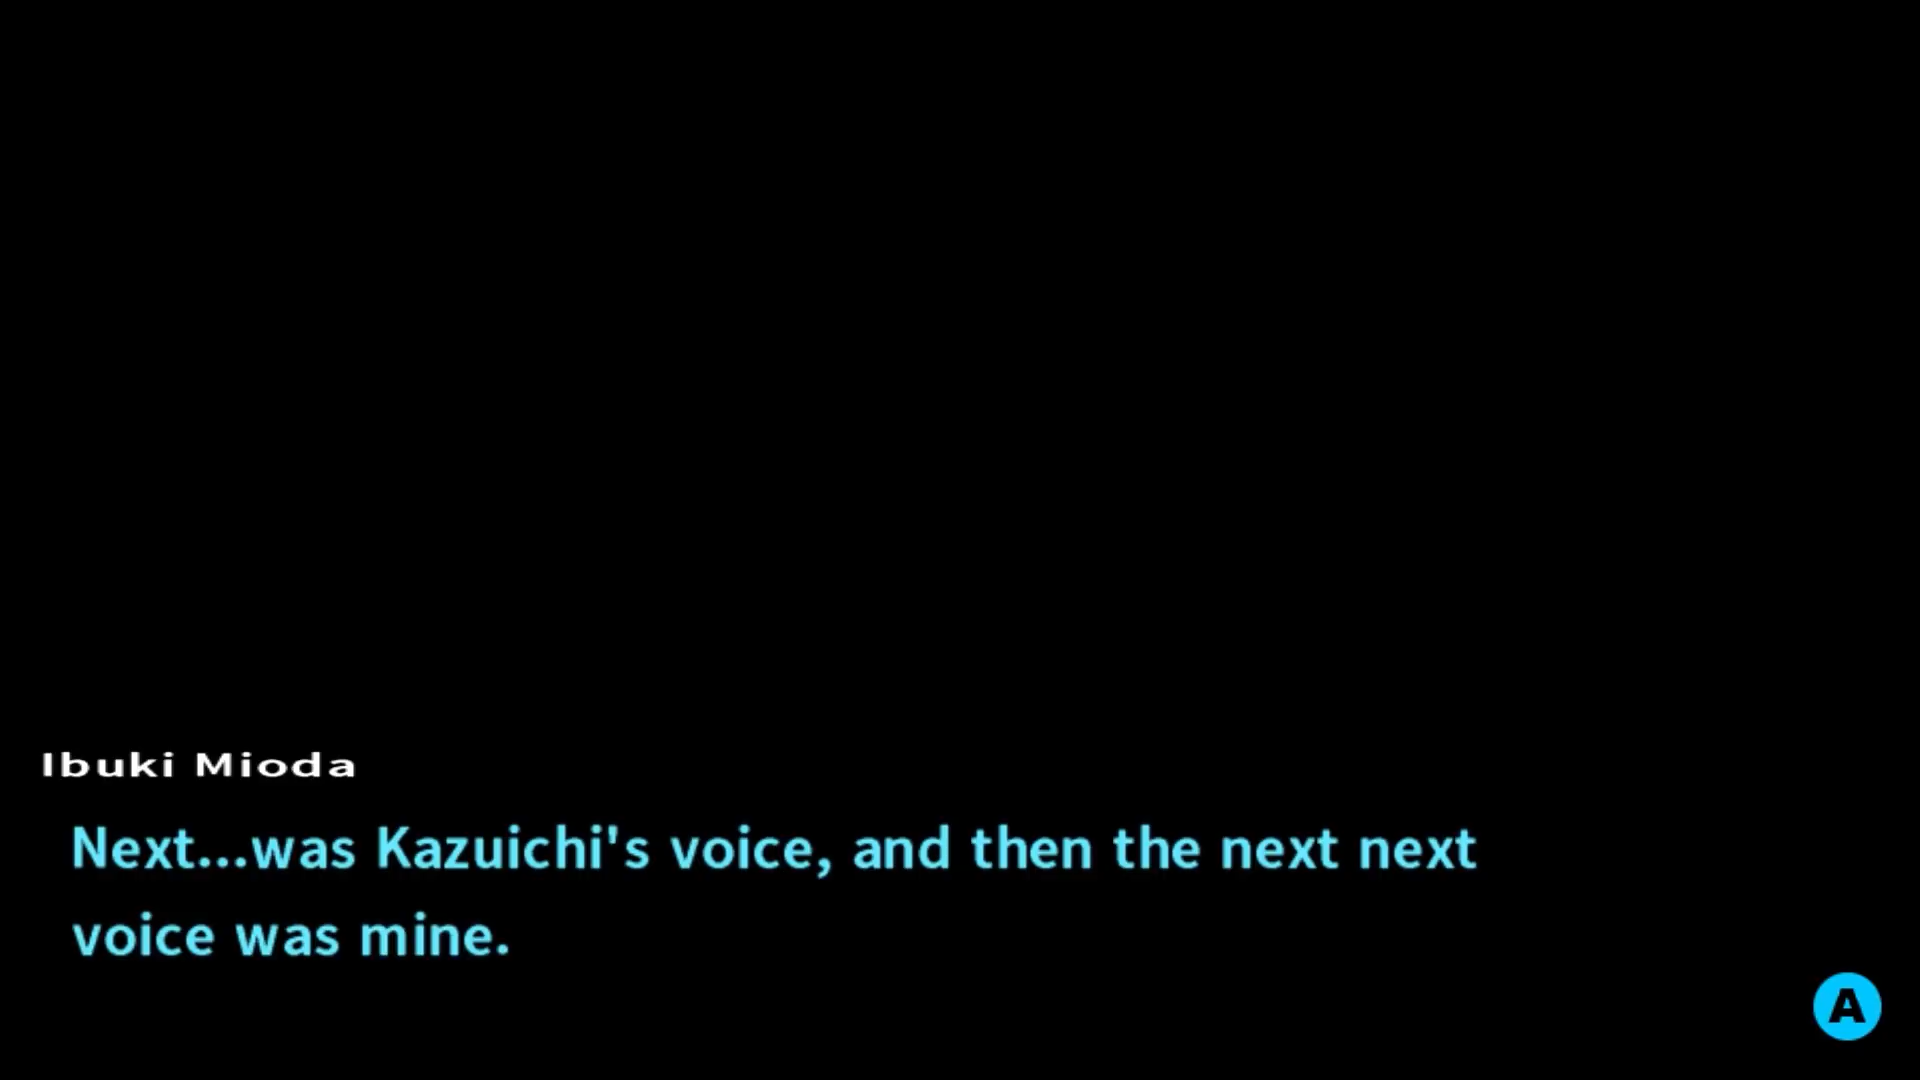 Ibuki Mioda
Next...was Kazuichi's voice, and then the next next
voice was mine.
A